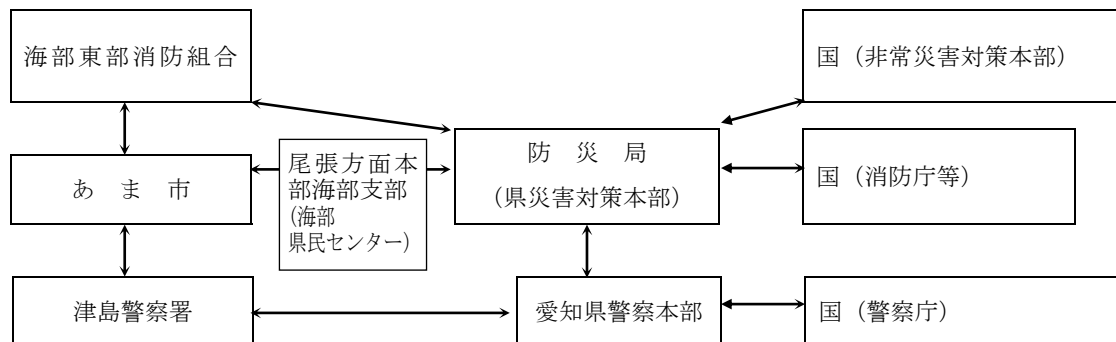 海部東部消防組合
国（非常災害対策本部）
あま市
尾張方面本
部海部支部
(海部
県民センター)
防災局
（県災害対策本部）
国（消防庁等）
津島警察署
愛知県警察本部
国（警察庁）